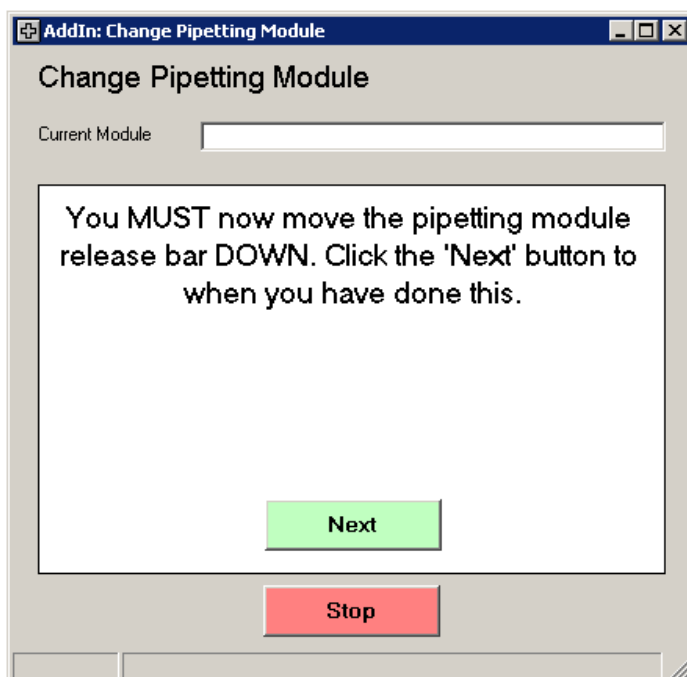 AddIn: Change Pipetting Module
Change Pipetting Module
Current Module
You MUST now move the pipetting module
release bar DOWN. Click the 'Next' button to
when you have done this.
Next
Stop